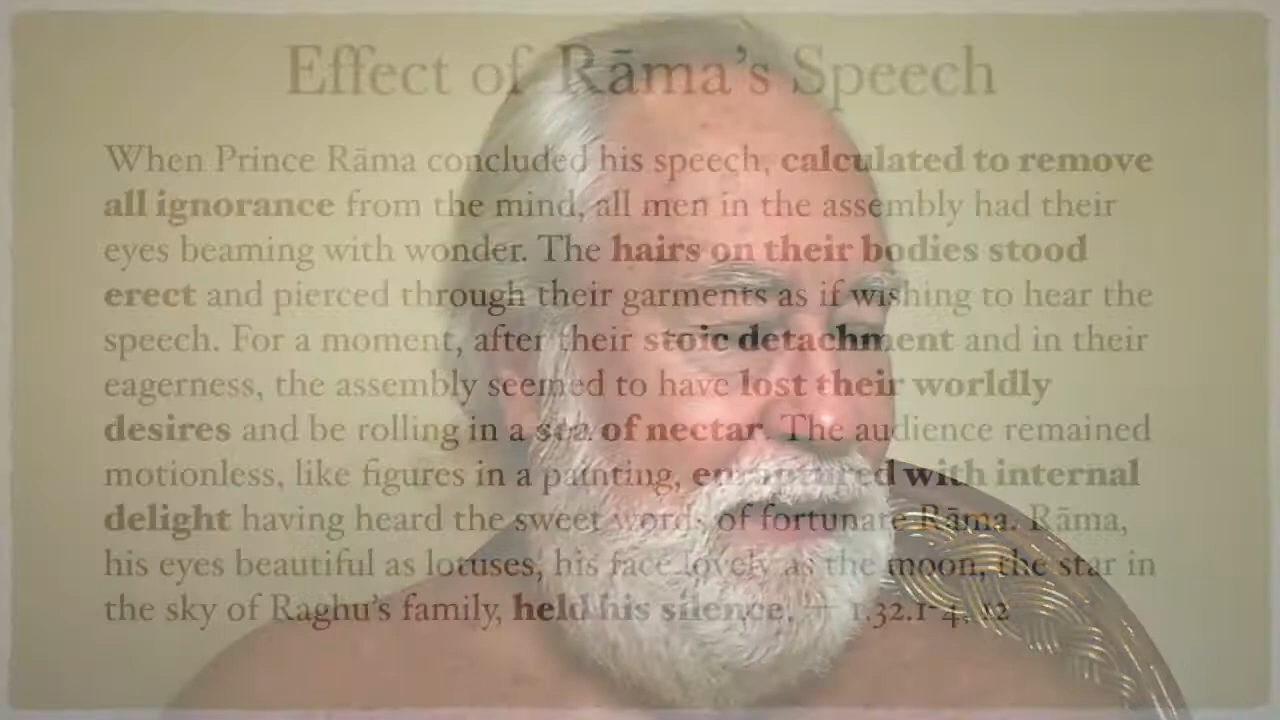 Effect of Rāma's Speech
When Prince Rāma concluded his speech, calculated to remove
all ignorance from the mind, all men in the assembly had their
eyes beaming with wonder. The hairs on their bodies stood
erect and pierced through their garments as if wishing to hear the
speech. For a moment, after their stoic detachment and in their
eagerness, the assembly seemed to have lost their worldly
desires and be rolling in a sea of nectar. The audience remained
motionless, like figures in a painting, enraptured with internal
delight having heard the sweet words of fortunate Rāma. Rāma,
his eyes beautiful as lotuses, his face lovely as the moon, the star in
the sky of Raghu's family, held his silence. – 1.32.1-4, 12